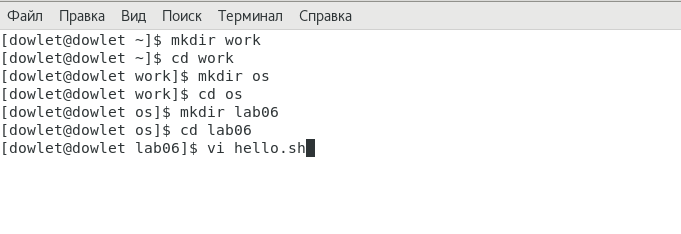 Файл Правка Вид Поиск Терминал Справка
[dowlet@dowlet ~]$ mkdir work
[dowlet@dowlet ~]$ cd work
[dowlet@dowlet work]$ mkdir os
[dowlet@dowlet work]$ cd os
[dowlet@dowlet os]$ mkdir lab06
[dowlet@dowlet os]$ cd lab06
[dowlet@dowlet lab06]$ vi hello.sh